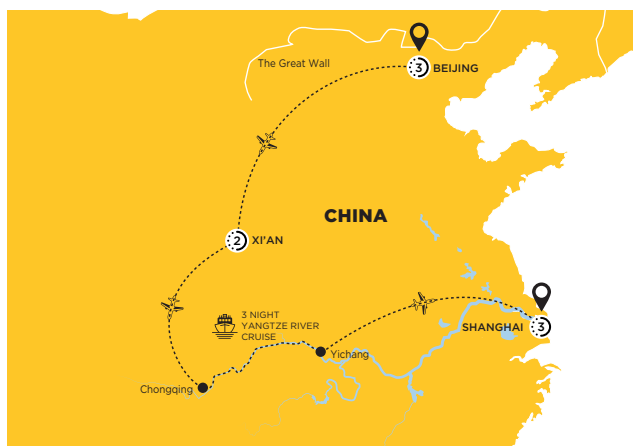 The Great Wall
3
BEIJING
CHINA
2
XI'AN
3 NIGHT
YANGTZE RIVER
CRUISE
SHANGHAI
3
Yichang
Chongqing